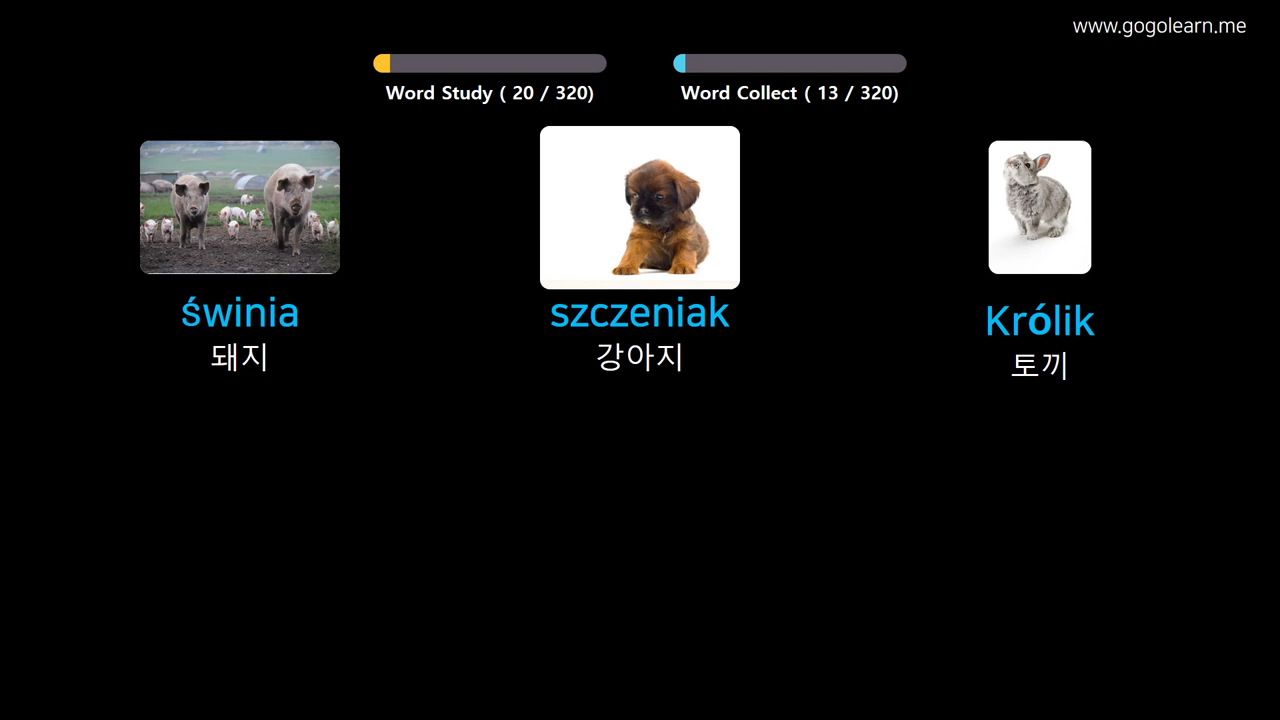 www.gogolearn.me
Word Study ( 20 / 320)
Word Collect ( 13 / 320)
świnia
돼지
szczeniak
강아지
Królik
토끼